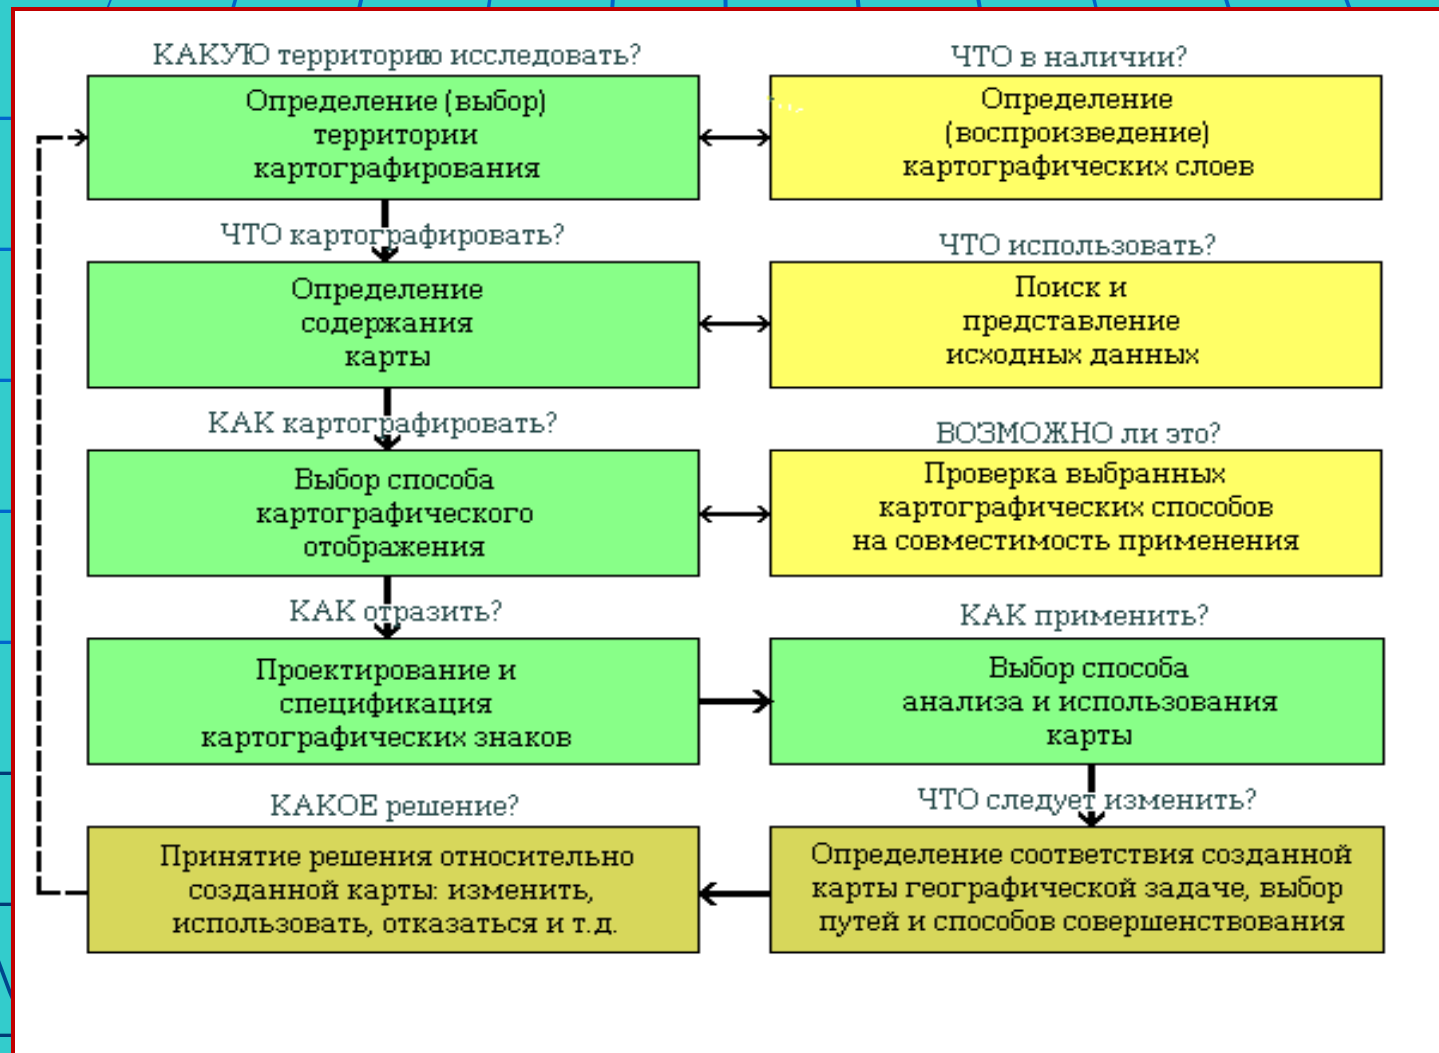 КАКУЮ территорию исследовать?
Определение (выбор)
территории
картографирования
ЧТО в наличии?
Определение
(воспроизведение)
картографических слоев
ЧТО картографировать?
Определение
содержания
карты
ЧТО использовать?
Поиск и
представление
исходных данных
КАК картографировать?
Выбор способа
картографического
отображения
ВОЗМОЖНО ли это?
Проверка выбранных
картографических способов
на совместимость применения
КАК отразить?
Проектирование и
спецификация
картографических знаков
КАК применить?
Выбор способа
анализа и использования
карты
ЧТО следует изменить?
Определение соответствия созданной
карты географической задаче, выбор
путей и способов совершенствования
КАКОЕ решение?
Принятие решения относительно
созданной карты: изменить,
использовать, отказаться и т.д.